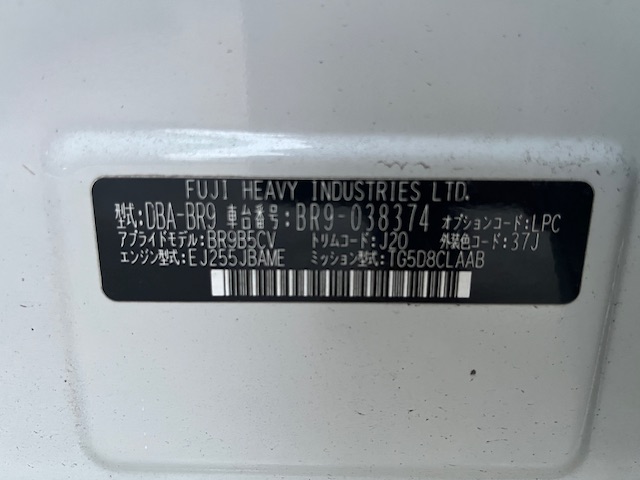 FUJI HEAVY INDUSTRIES LTD.
型式:DBA-BR9 車台番号:BR9-038374 オプションコード:LPC
アプライドモデル:BR9B5CV トリムコード:J20 外装色コード:37J
エンジン型式:EJ255JBAME ミッション型式:TG5D8CLAAB